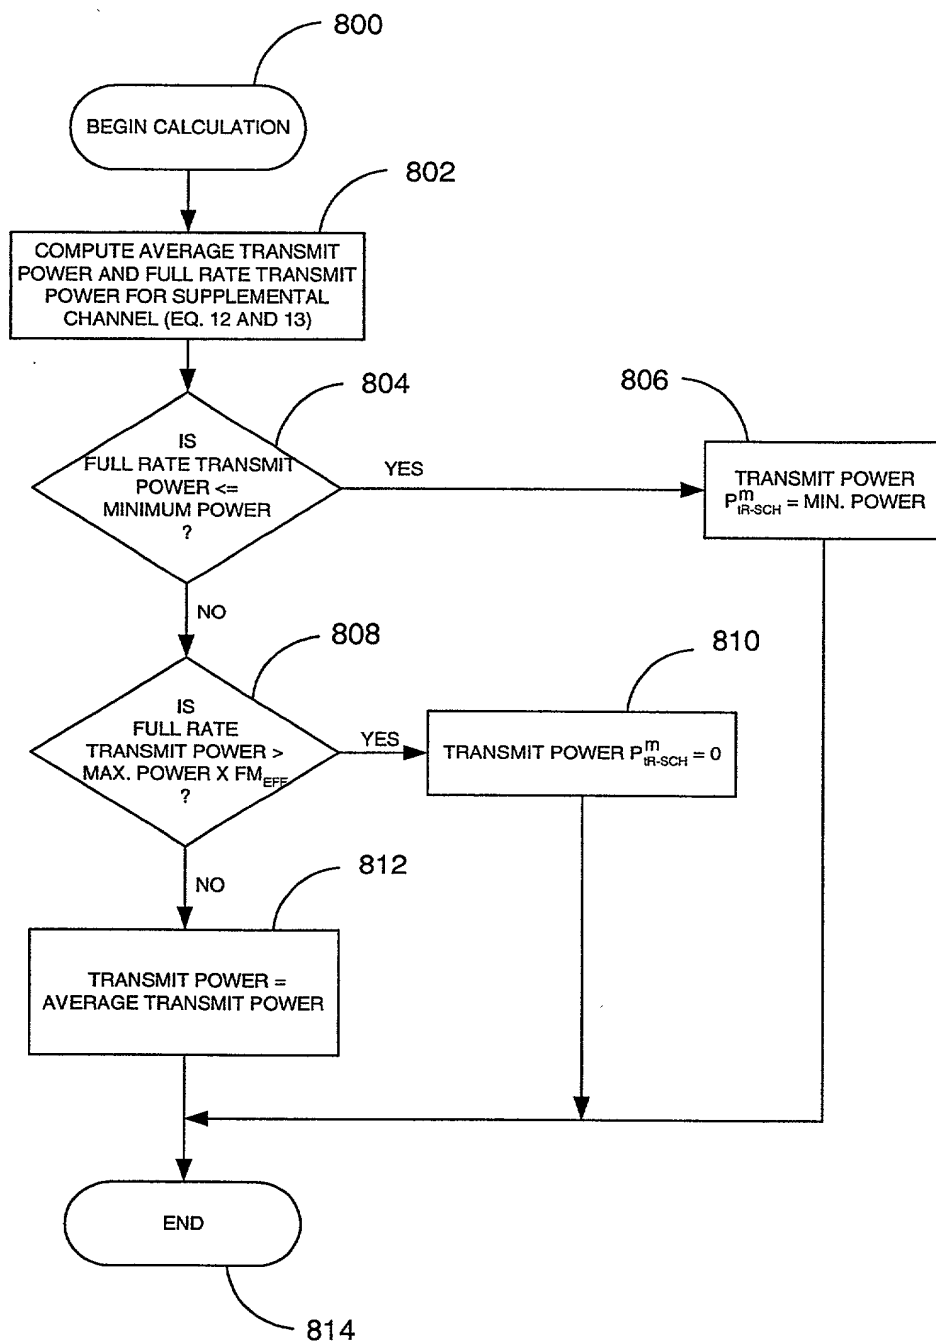 800
BEGIN CALCULATION
802
COMPUTE AVERAGE TRANSMIT
POWER AND FULL RATE TRANSMIT
POWER FOR SUPPLEMENTAL
CHANNEL (EQ. 12 AND 13)
804
806
IS
FULL RATE TRANSMIT
POWER <=
MINIMUM POWER
?
YES
TRANSMIT POWER
P^m_tR-SCH = MIN. POWER
NO
808
810
IS
FULL RATE
TRANSMIT POWER >
MAX. POWER X FM_EFF
?
YES
TRANSMIT POWER P^m_tR-SCH = 0
NO
812
TRANSMIT POWER =
AVERAGE TRANSMIT POWER
END
814